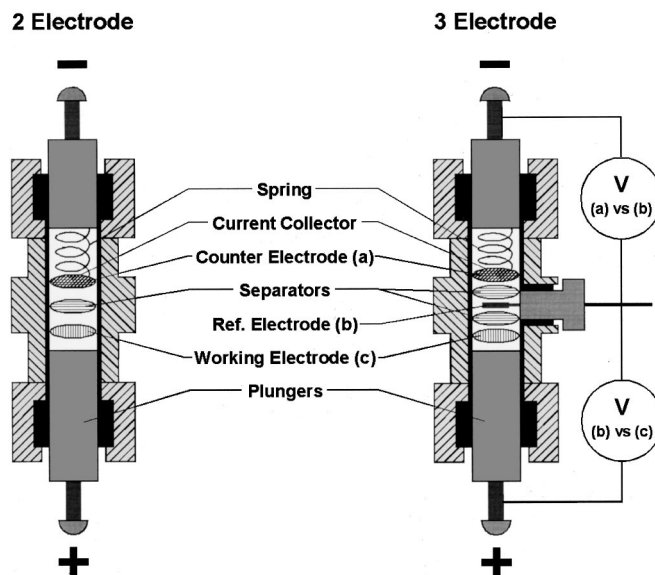 2 Electrode
3 Electrode
−
−
Spring
Current Collector
Counter Electrode (a)
Separators
Ref. Electrode (b)
Working Electrode (c)
Plungers
V
(a) vs (b)
V
(b) vs (c)
+
+